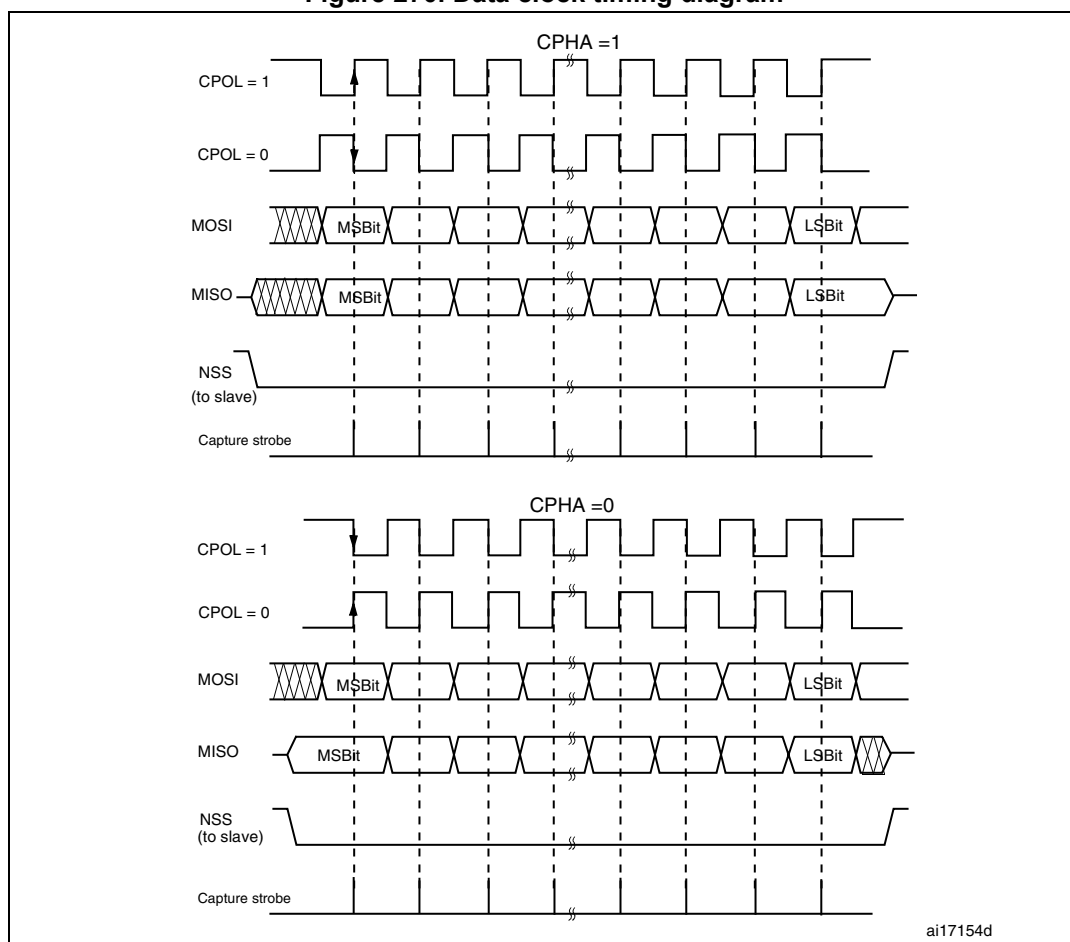 CPHA =1
CPOL = 1
CPOL = 0
MOSI
MSBit
LSBit
MISO
MSBit
LSBit
NSS
(to slave)
Capture strobe
CPHA =0
CPOL = 1
CPOL = 0
MOSI
MSBit
LSBit
MISO
MSBit
LSBit
NSS
(to slave)
Capture strobe
ai17154d